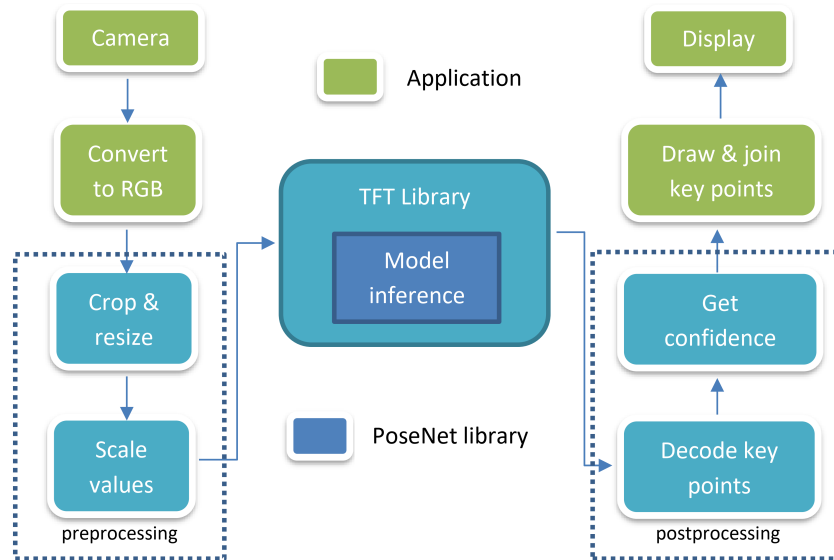 Camera
Convert
to RGB
Crop &
resize
Scale
values
preprocessing
Application
TFT Library
Model
inference
PoseNet library
Display
Draw & join
key points
Get
confidence
Decode key
points
postprocessing